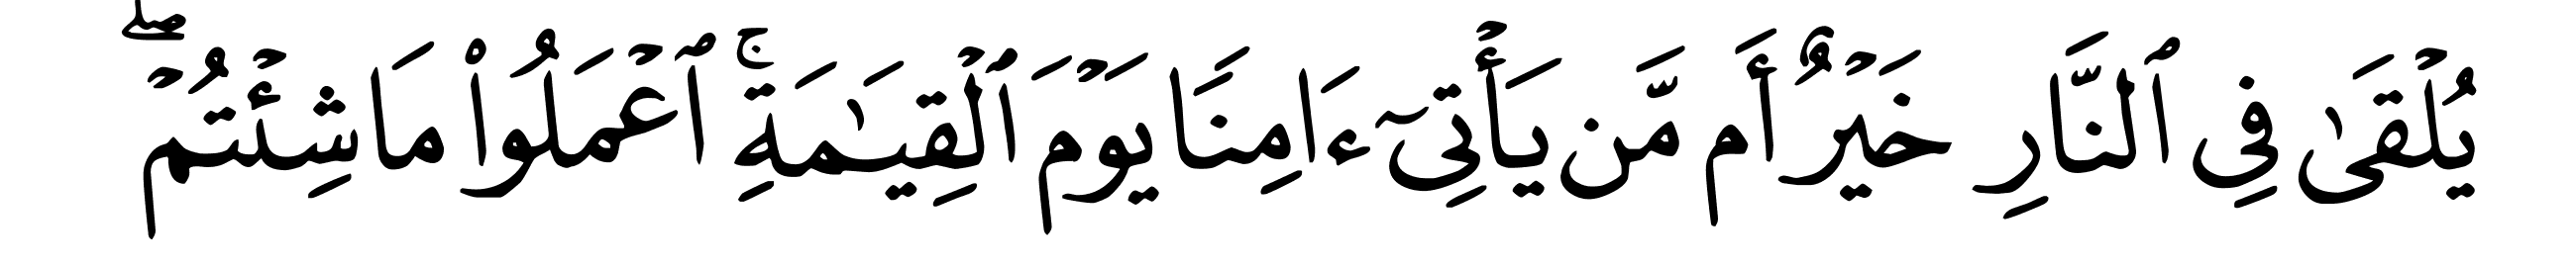 يُلْقَىٰ فِى ٱلنَّارِ خَيْرٌ أَم مَّن يَأْتِىٓ ءَامِنًا يَوْمَ ٱلْقِيَـٰمَةِ ۚ ٱعْمَلُوا۟ مَا شِئْتُمْ ۖ